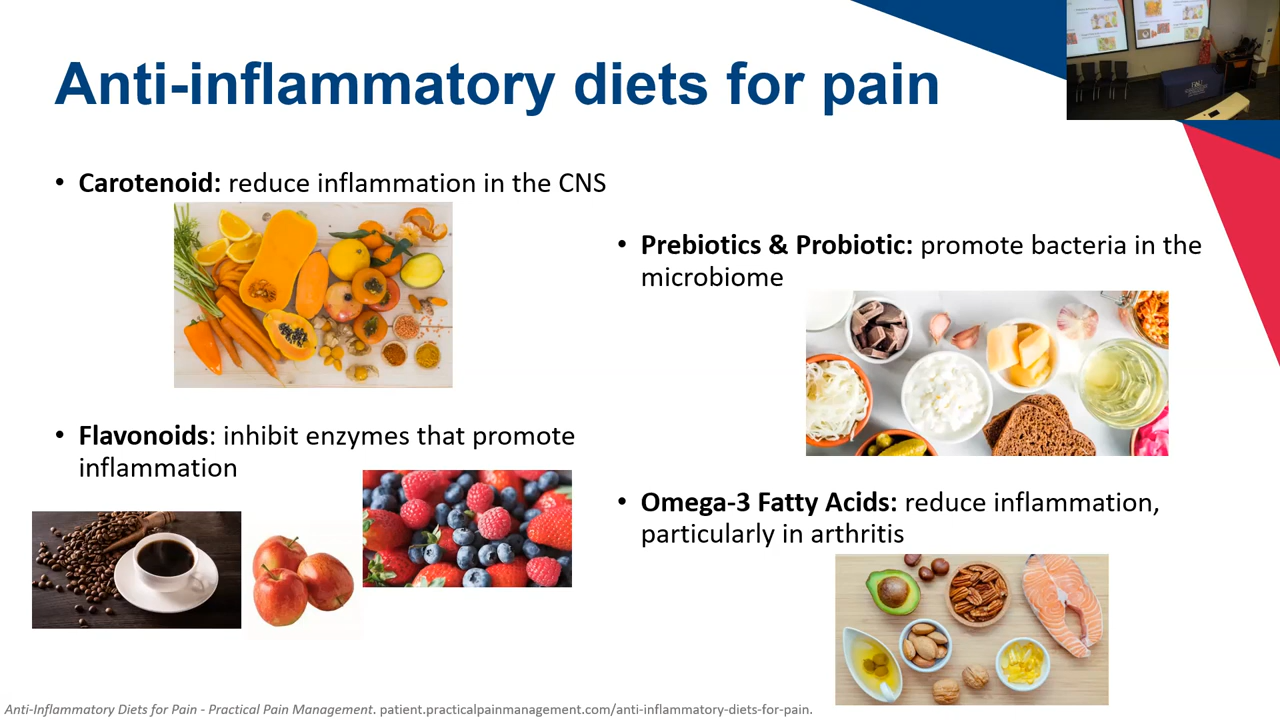 Anti-inflammatory diets for pain
• Carotenoid: reduce inflammation in the CNS
• Flavonoids: inhibit enzymes that promote
inflammation
• Prebiotics & Probiotic: promote bacteria in the
microbiome
• Omega-3 Fatty Acids: reduce inflammation,
particularly in arthritis
Anti-Inflammatory Diets for Pain - Practical Pain Management. patient.practicalpainmanagement.com/anti-inflammatory-diets-for-pain.